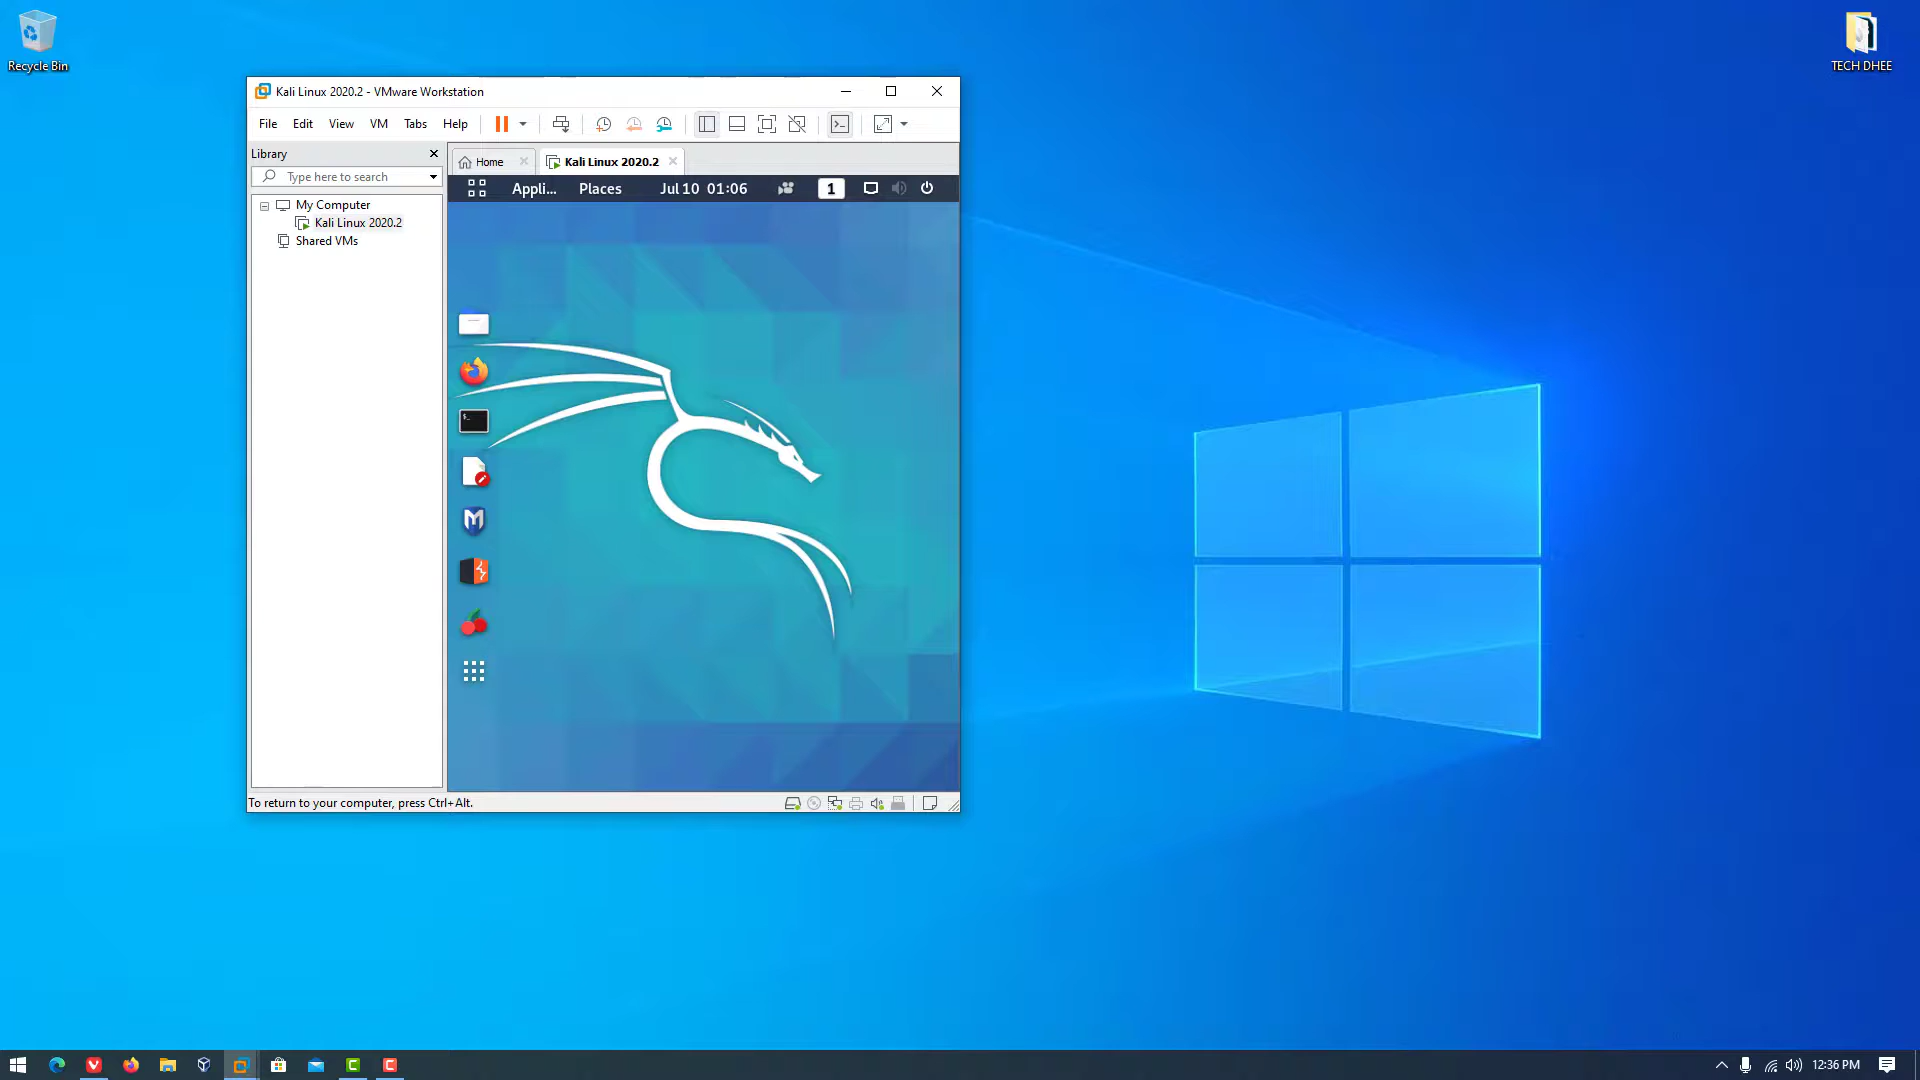 Recycle Bin
TECH DHEE
Kali Linux 2020.2 - VMware Workstation
File Edit View VM Tabs Help
Library
Type here to search
My Computer
Kali Linux 2020.2
Shared VMs
Home
Kali Linux 2020.2
Appli... Places Jul 10 01:06 1
To return to your computer, press Ctrl+Alt.
12:36 PM